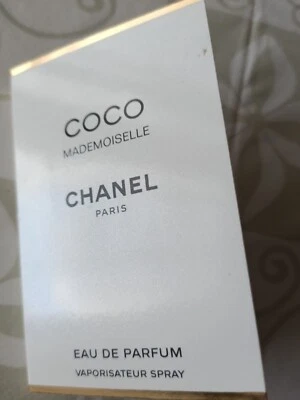 COCO
MADEMOISELLE
CHANEL
PARIS
EAU DE PARFUM
VAPORISATEUR SPRAY